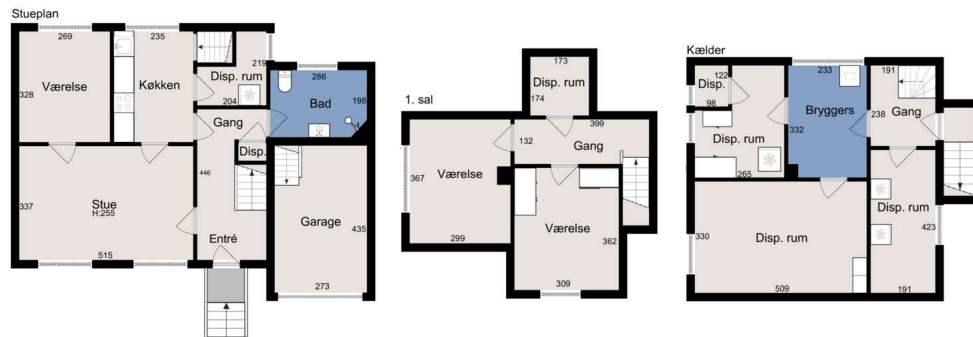 Stueplan
269
235
219
328
Værelse
Køkken
Disp. rum
204
286
Bad
198
Gang
Disp.
446
337
Stue
H:255
Garage
435
Entré
515
273
1. sal
173
Disp. rum
174
399
132
Gang
367
Værelse
Værelse
362
299
309
Kælder
122
Disp.
98
233
191
Bryggers
Gang
238
332
Disp. rum
265
330
Disp. rum
Disp. rum
423
509
191